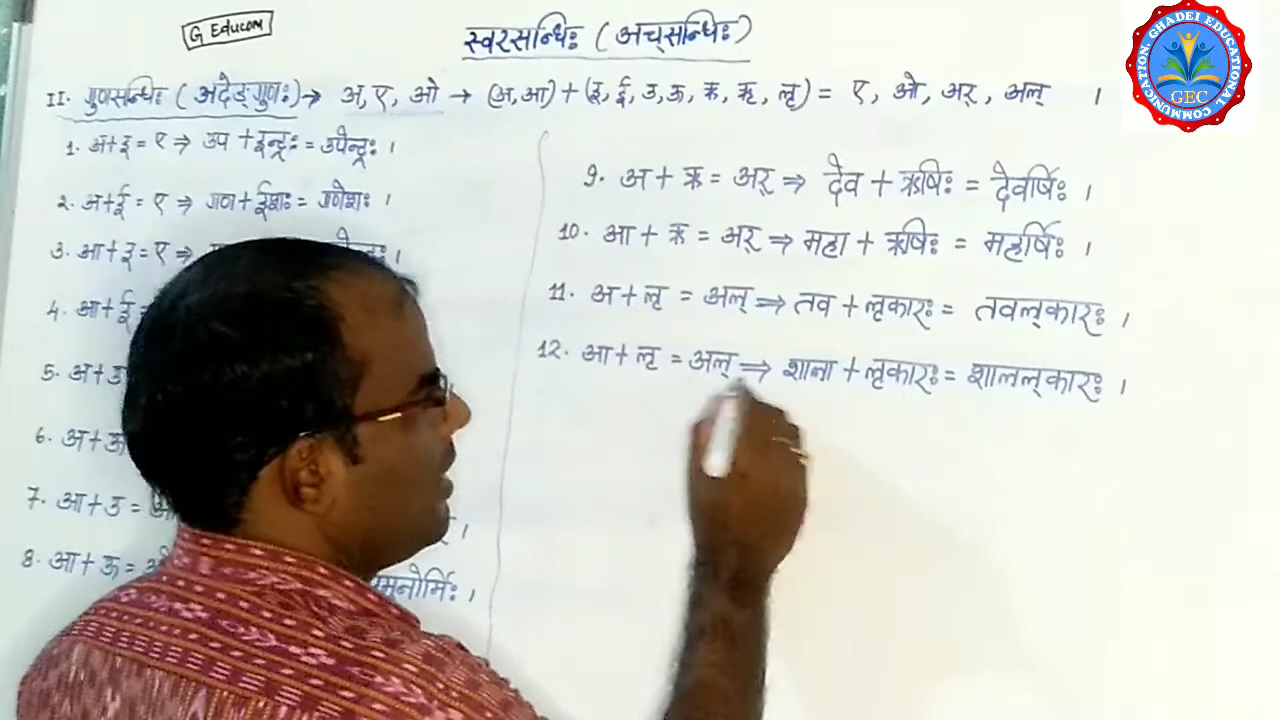 G Educom
स्वरसन्धिः (अच्सन्धिः)
II. गुणसन्धिः (अदेङ्गुणः) → अ, ए, ओ → (अ, आ) + (इ, ई, उ, ऊ, ऋ, ॠ, लृ) = ए, ओ, अर्, अल् ।
1. अ+इ = ए ⇒ उप + इन्द्रः = उपेन्द्रः ।
2. अ+ई = ए ⇒ गण + ईशः = गणेशः ।
3. आ+इ = ए ⇒
4. आ+ई =
5. अ+उ
6. अ+ऊ
7. आ+उ =
8. आ+ऊ = यमुनोर्मिः ।
9. अ + ऋ = अर् ⇒ देव + ऋषिः = देवर्षिः ।
10. आ + ऋ = अर् ⇒ महा + ऋषिः = महर्षिः ।
11. अ + लृ = अल् ⇒ तव + लृकारः = तवल्कारः ।
12. आ + लृ = अल् ⇒ शाला + लृकारः = शालल्कारः ।
GHADEI EDUCATIONAL COMMUNICATION
GEC